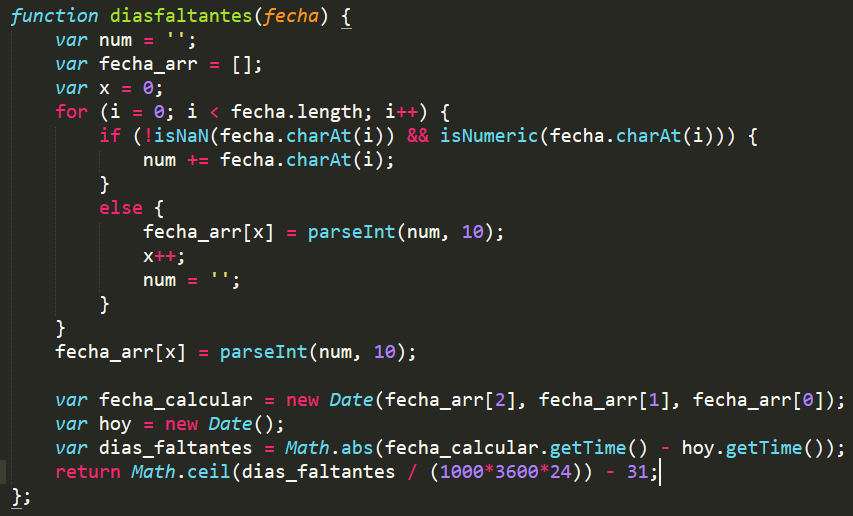 function diasfaltantes(fecha) {
    var num = '';
    var fecha_arr = [];
    var x = 0;
    for (i = 0; i < fecha.length; i++) {
        if (!isNaN(fecha.charAt(i)) && isNumeric(fecha.charAt(i))) {
            num += fecha.charAt(i);
        }
        else {
            fecha_arr[x] = parseInt(num, 10);
            x++;
            num = '';
        }
    }
    fecha_arr[x] = parseInt(num, 10);

    var fecha_calcular = new Date(fecha_arr[2], fecha_arr[1], fecha_arr[0]);
    var hoy = new Date();
    var dias_faltantes = Math.abs(fecha_calcular.getTime() - hoy.getTime());
    return Math.ceil(dias_faltantes / (1000*3600*24)) - 31;
};